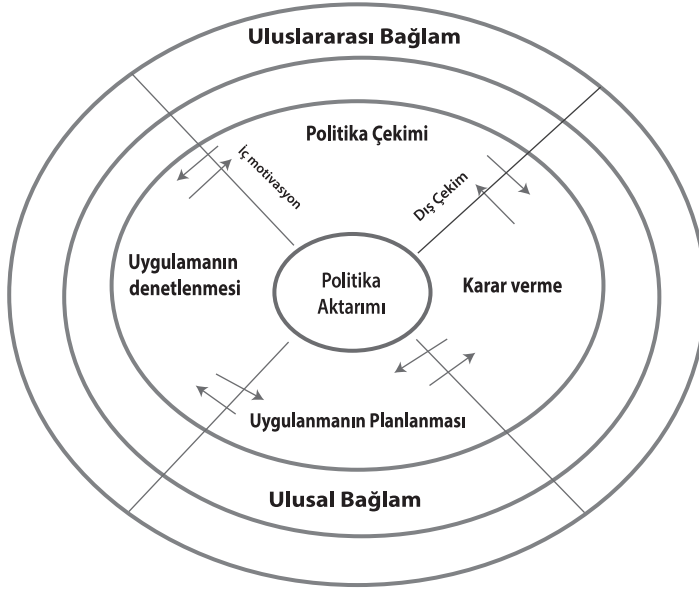 Uluslararası Bağlam
Politika Çekimi
İç motivasyon
Dış Çekim
Uygulamanın
denetlenmesi
Politika
Aktarımı
Karar verme
Uygulanmanın Planlanması
Ulusal Bağlam